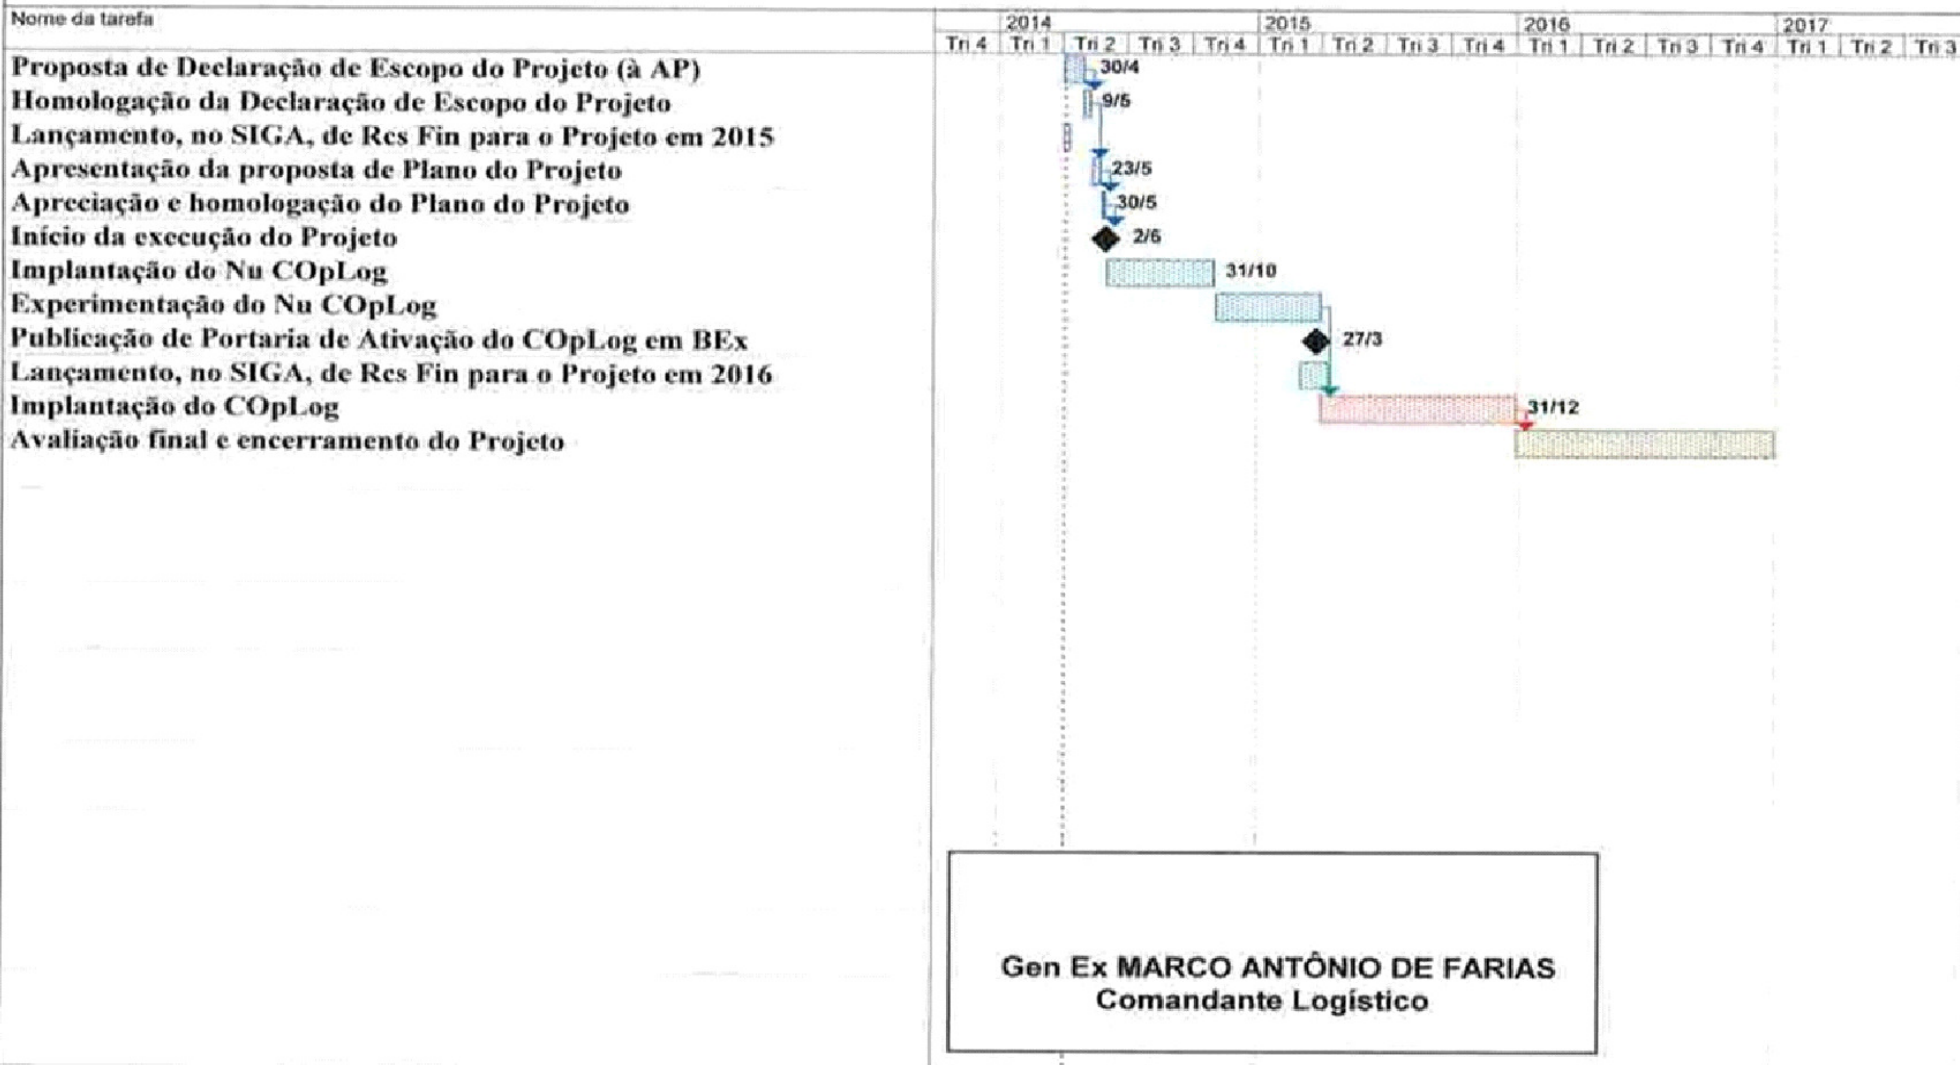 Nome da tarefa
2014 2015 2016 2017
Tri 4 Tri 1 Tri 2 Tri 3 Tri 4 Tri 1 Tri 2 Tri 3 Tri 4 Tri 1 Tri 2 Tri 3 Tri 4 Tri 1 Tri 2 Tri 3
Proposta de Declaração de Escopo do Projeto (à AP) 30/4
Homologação da Declaração de Escopo do Projeto 9/5
Lançamento, no SIGA, de Rcs Fin para o Projeto em 2015
Apresentação da proposta de Plano do Projeto 23/5
Apreciação e homologação do Plano do Projeto 30/5
Início da execução do Projeto 2/6
Implantação do Nu COpLog 31/10
Experimentação do Nu COpLog
Publicação de Portaria de Ativação do COpLog em BEx 27/3
Lançamento, no SIGA, de Rcs Fin para o Projeto em 2016
Implantação do COpLog 31/12
Avaliação final e encerramento do Projeto
Gen Ex MARCO ANTÔNIO DE FARIAS
Comandante Logístico